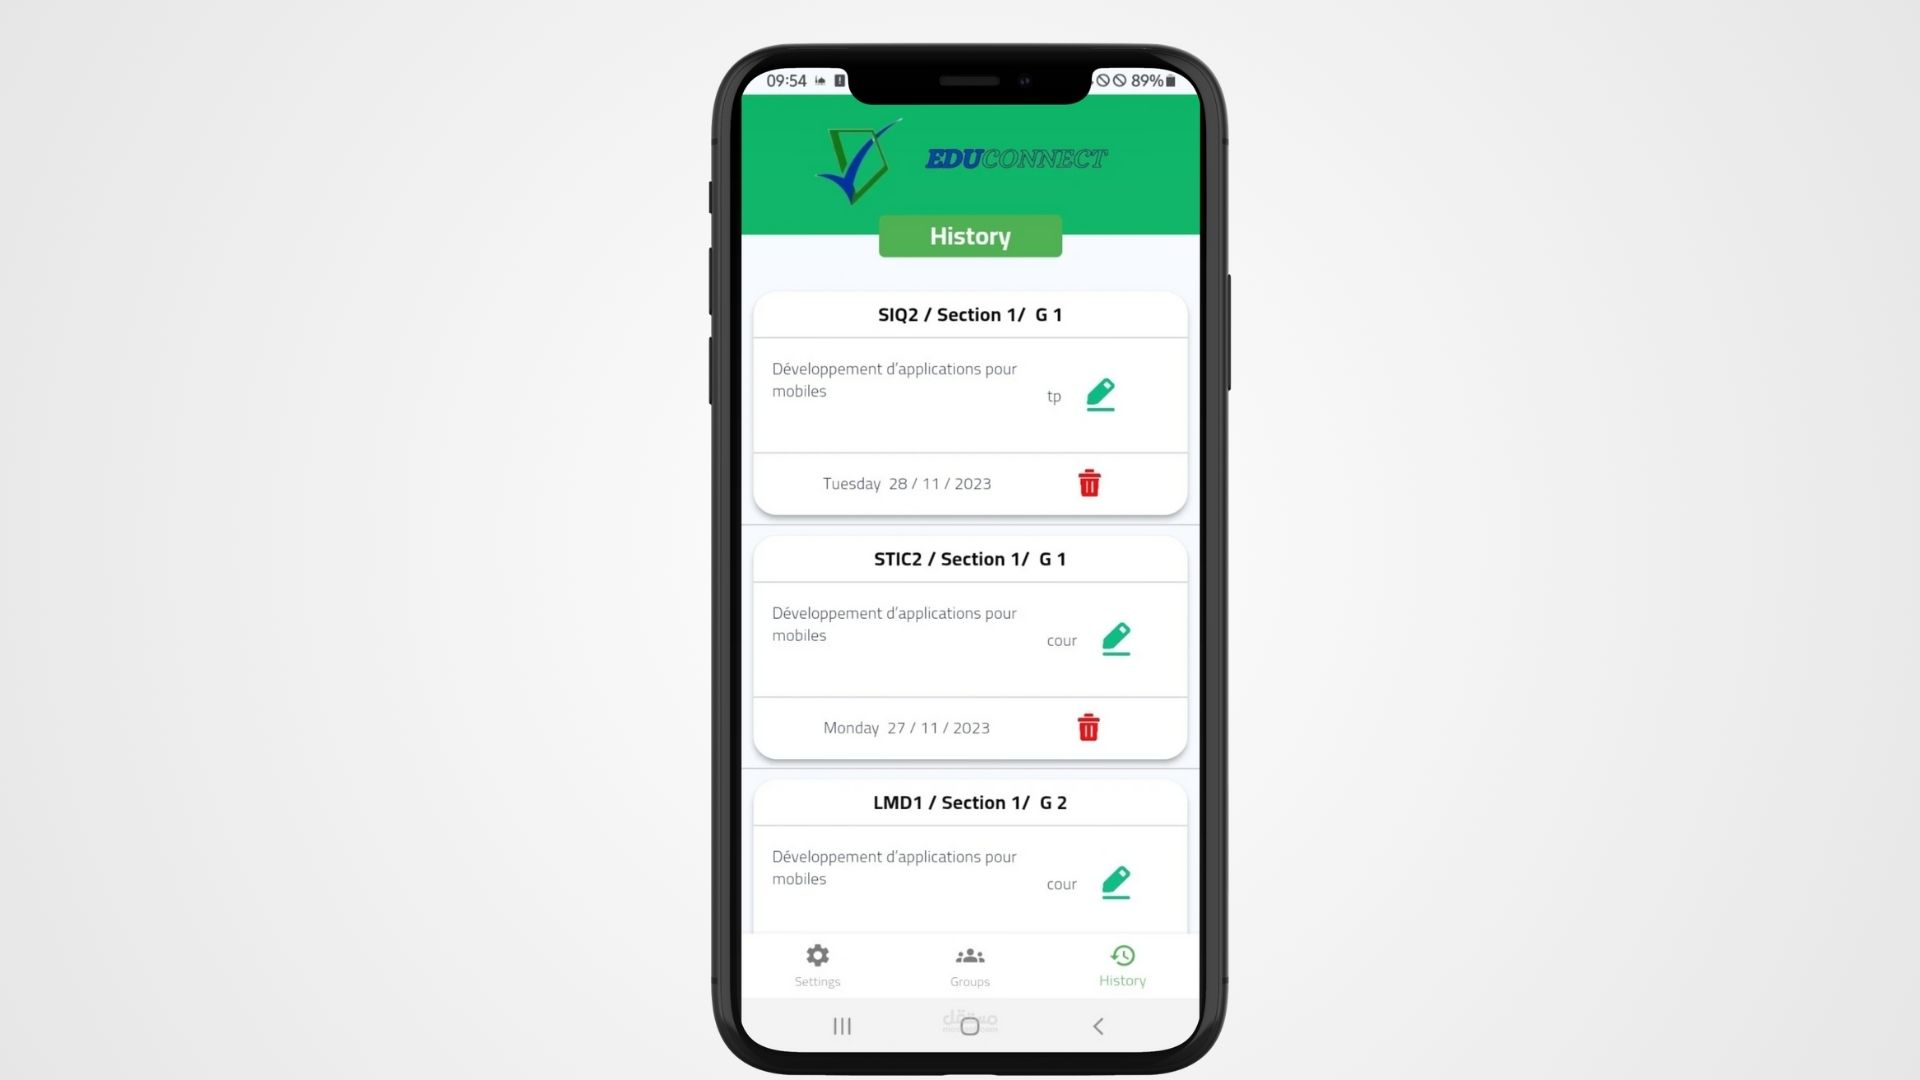 09:54
89%
EDUCONNECT
History
SIQ2 / Section 1/ G 1
Développement d'applications pour
mobiles
tp
Tuesday 28 / 11 / 2023
STIC2 / Section 1/ G 1
Développement d'applications pour
mobiles
cour
Monday 27 / 11 / 2023
LMD1 / Section 1/ G 2
Développement d'applications pour
mobiles
cour
Settings
Groups
History
مستقل